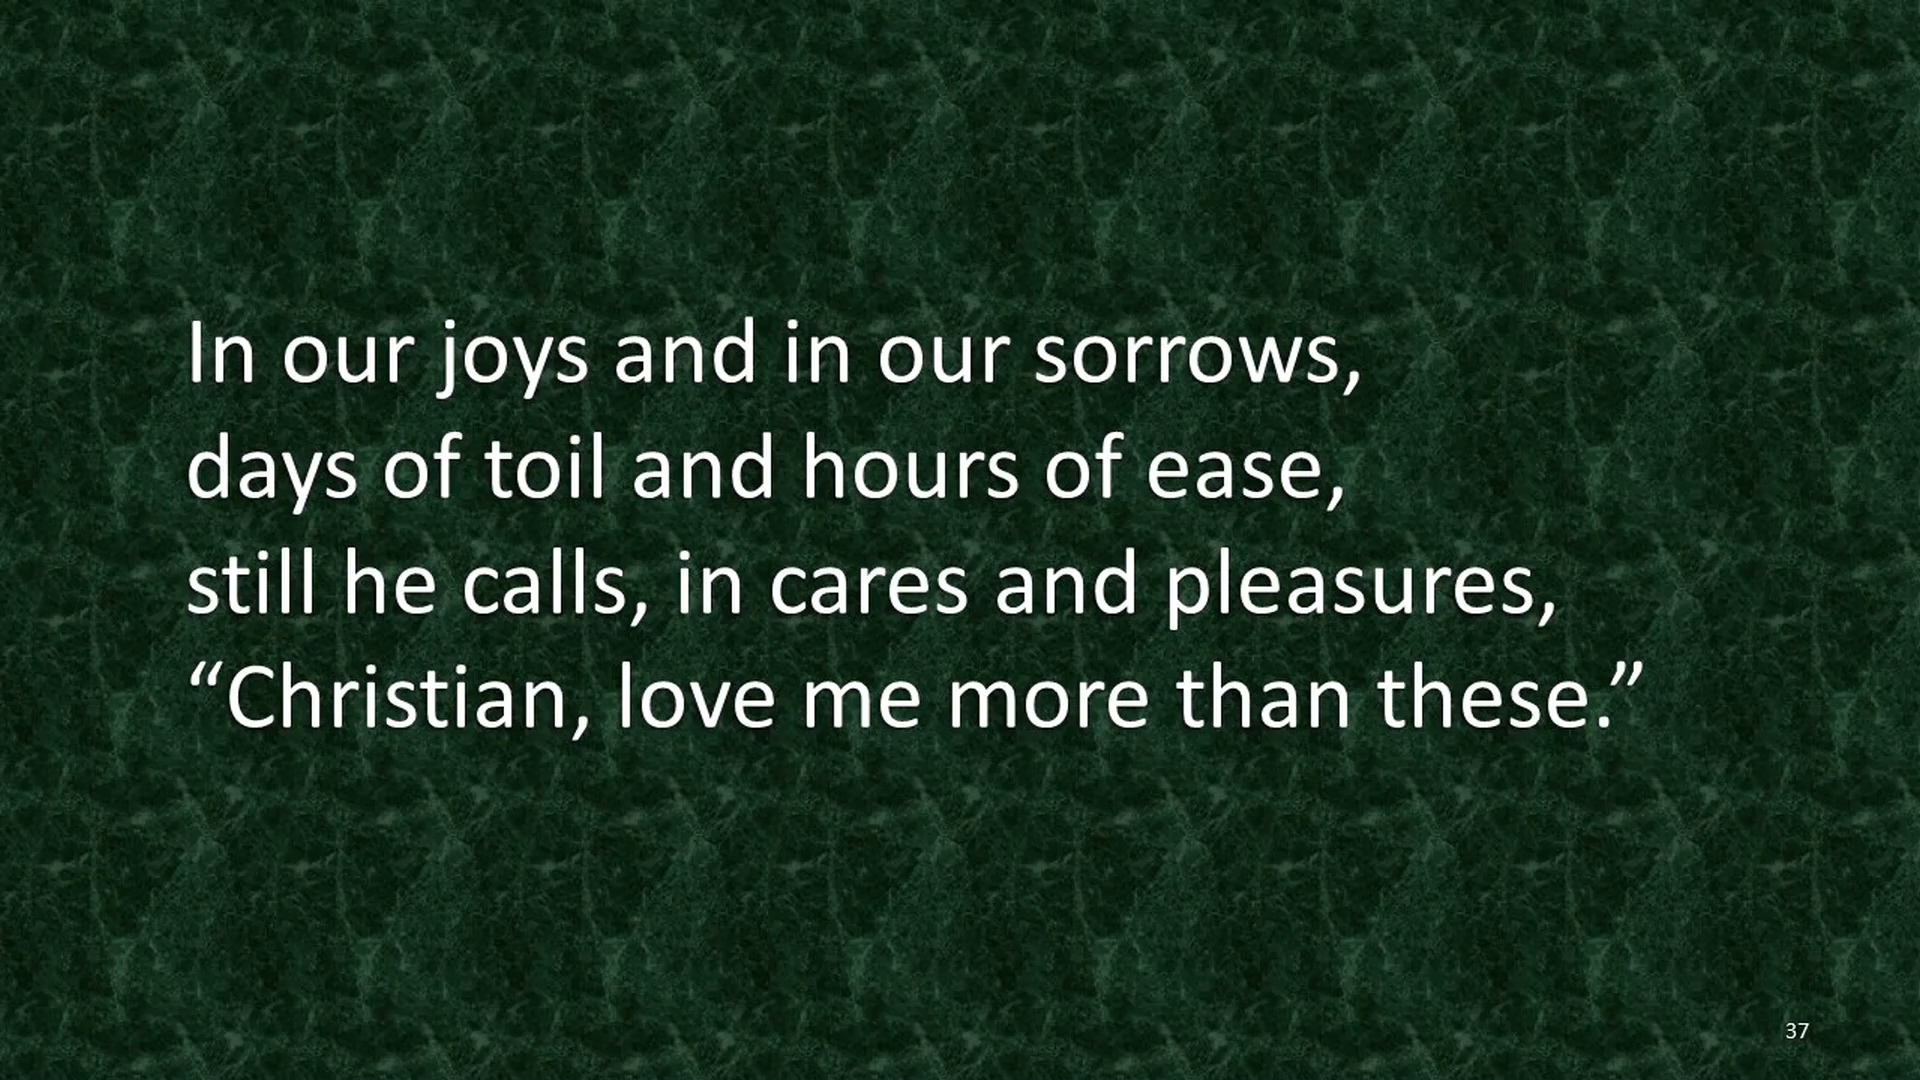 In our joys and in our sorrows,
days of toil and hours of ease,
still he calls, in cares and pleasures,
“Christian, love me more than these.”
37